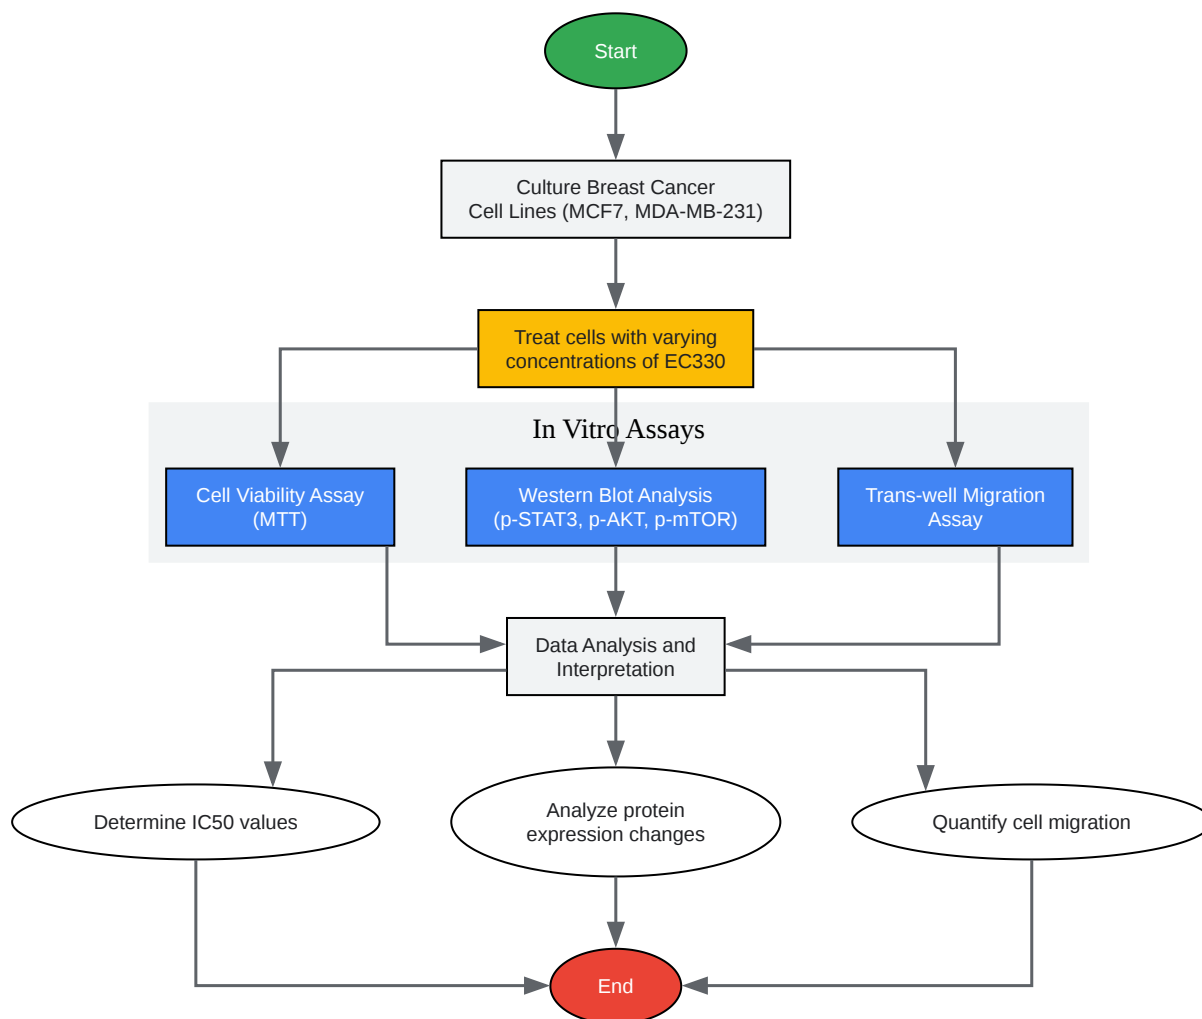 Start
Culture Breast Cancer
Cell Lines (MCF7, MDA-MB-231)
Treat cells with varying
concentrations of EC330
In Vitro Assays
Cell Viability Assay
(MTT)
Western Blot Analysis
(p-STAT3, p-AKT, p-mTOR)
Trans-well Migration
Assay
Data Analysis and
Interpretation
Determine IC50 values
Analyze protein
expression changes
Quantify cell migration
End